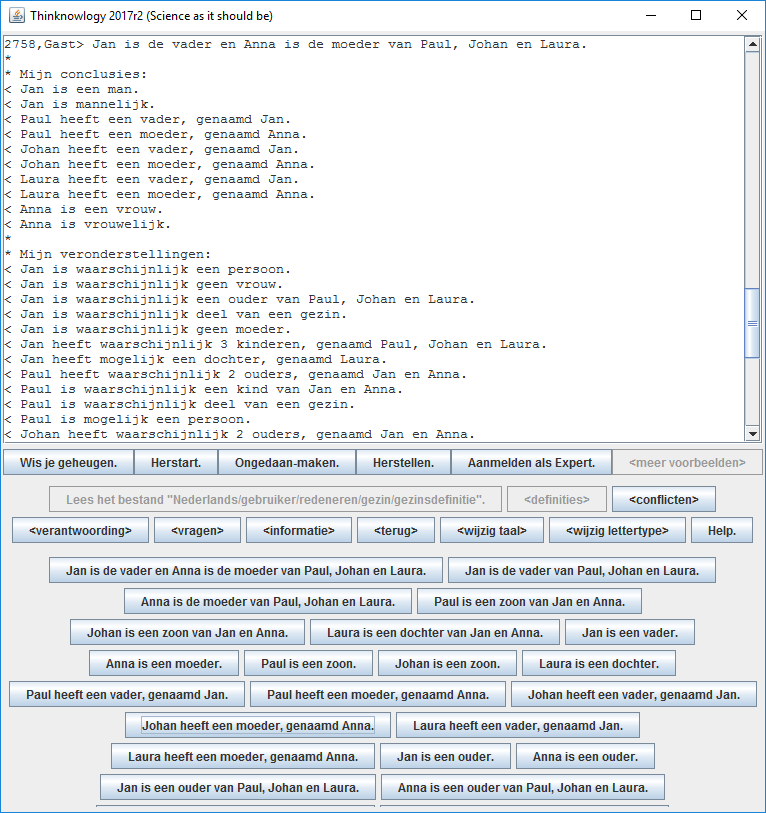 Thinknowlogy 2017r2 (Science as it should be)
2758,Gast> Jan is de vader en Anna is de moeder van Paul, Johan en Laura.
*
* Mijn conclusies:
< Jan is een man.
< Jan is mannelijk.
< Paul heeft een vader, genaamd Jan.
< Paul heeft een moeder, genaamd Anna.
< Johan heeft een vader, genaamd Jan.
< Johan heeft een moeder, genaamd Anna.
< Laura heeft een vader, genaamd Jan.
< Laura heeft een moeder, genaamd Anna.
< Anna is een vrouw.
< Anna is vrouwelijk.
*
* Mijn veronderstellingen:
< Jan is waarschijnlijk een persoon.
< Jan is waarschijnlijk geen vrouw.
< Jan is waarschijnlijk een ouder van Paul, Johan en Laura.
< Jan is waarschijnlijk deel van een gezin.
< Jan is waarschijnlijk geen moeder.
< Jan heeft waarschijnlijk 3 kinderen, genaamd Paul, Johan en Laura.
< Jan heeft mogelijk een dochter, genaamd Laura.
< Paul heeft waarschijnlijk 2 ouders, genaamd Jan en Anna.
< Paul is waarschijnlijk een kind van Jan en Anna.
< Paul is waarschijnlijk deel van een gezin.
< Paul is mogelijk een persoon.
< Johan heeft waarschijnlijk 2 ouders, genaamd Jan en Anna.
Wis je geheugen. Herstart. Ongedaan-maken. Herstellen. Aanmelden als Expert. <meer voorbeelden>
Lees het bestand "Nederlands/gebruiker/redeneren/gezin/gezinsdefinitie". <definities> <conflicten>
<verantwoording> <vragen> <informatie> <terug> <wijzig taal> <wijzig lettertype> Help.
Jan is de vader en Anna is de moeder van Paul, Johan en Laura. Jan is de vader van Paul, Johan en Laura.
Anna is de moeder van Paul, Johan en Laura. Paul is een zoon van Jan en Anna.
Johan is een zoon van Jan en Anna. Laura is een dochter van Jan en Anna. Jan is een vader.
Anna is een moeder. Paul is een zoon. Johan is een zoon. Laura is een dochter.
Paul heeft een vader, genaamd Jan. Paul heeft een moeder, genaamd Anna. Johan heeft een vader, genaamd Jan.
Johan heeft een moeder, genaamd Anna. Laura heeft een vader, genaamd Jan.
Laura heeft een moeder, genaamd Anna. Jan is een ouder. Anna is een ouder.
Jan is een ouder van Paul, Johan en Laura. Anna is een ouder van Paul, Johan en Laura.